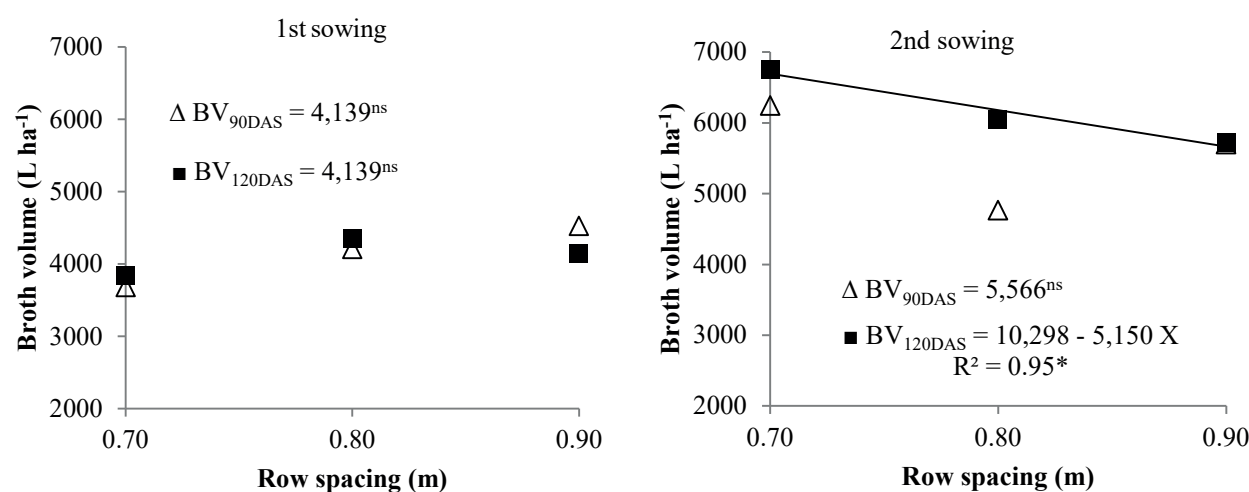 1st sowing
7000
6000
5000
4000
3000
2000
Broth volume (L ha⁻¹)
Δ BV90DAS = 4,139ⁿˢ
■ BV120DAS = 4,139ⁿˢ
0.70 0.80 0.90
Row spacing (m)
2nd sowing
7000
6000
5000
4000
3000
2000
Broth volume (L ha⁻¹)
Δ BV90DAS = 5,566ⁿˢ
■ BV120DAS = 10,298 - 5,150 X
R² = 0.95*
0.70 0.80 0.90
Row spacing (m)